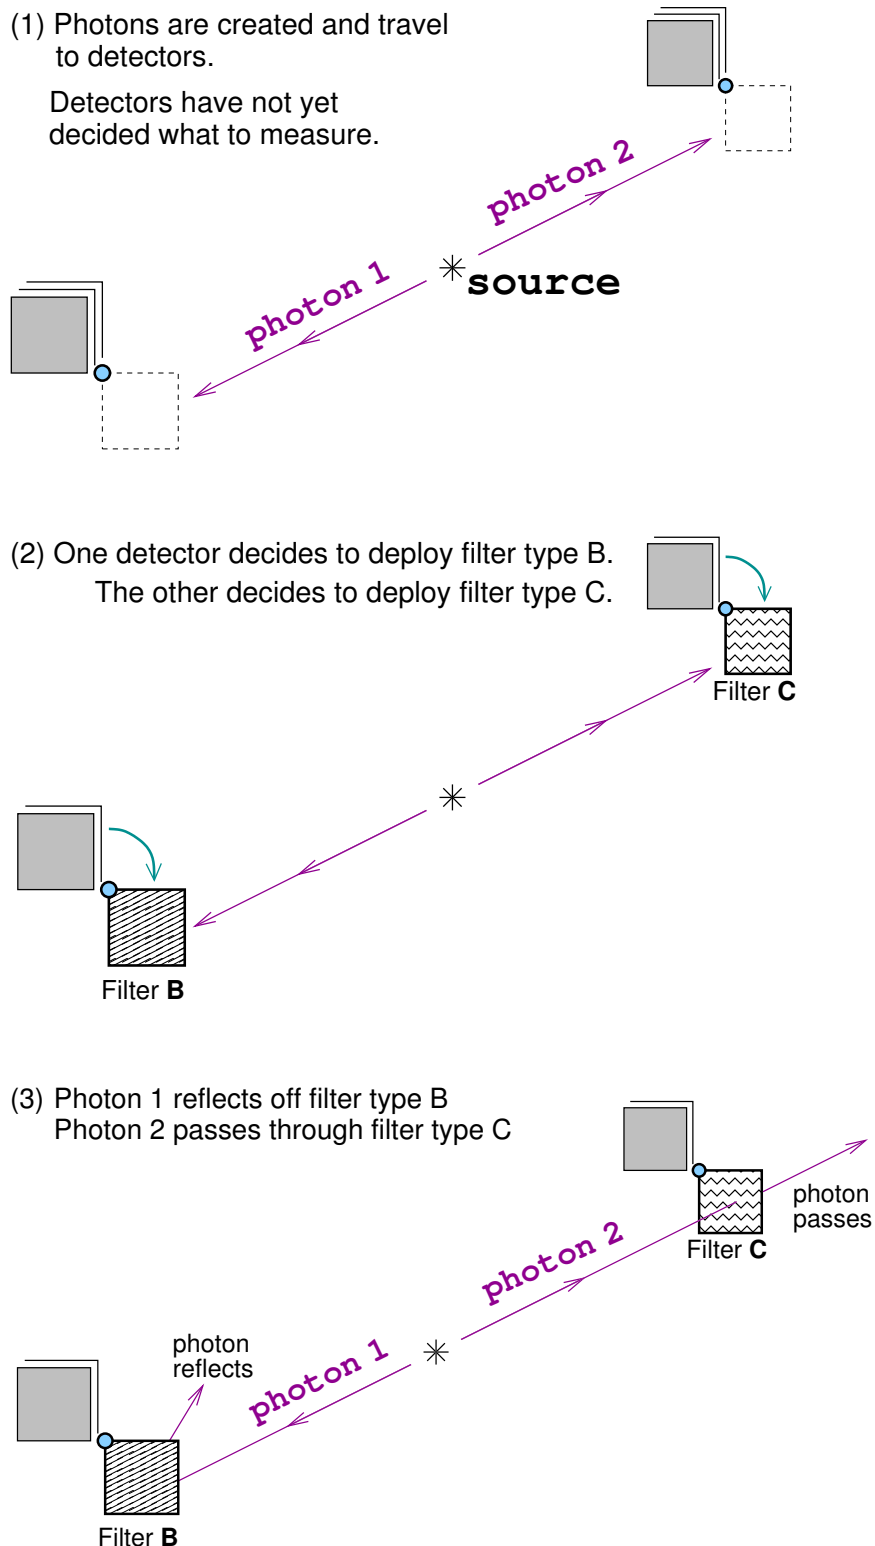 (1) Photons are created and travel
to detectors.
Detectors have not yet
decided what to measure.
photon 2
photon 1
source
(2) One detector decides to deploy filter type B.
The other decides to deploy filter type C.
Filter C
Filter B
(3) Photon 1 reflects off filter type B
Photon 2 passes through filter type C
photon
passes
Filter C
photon 2
photon
reflects
photon 1
Filter B